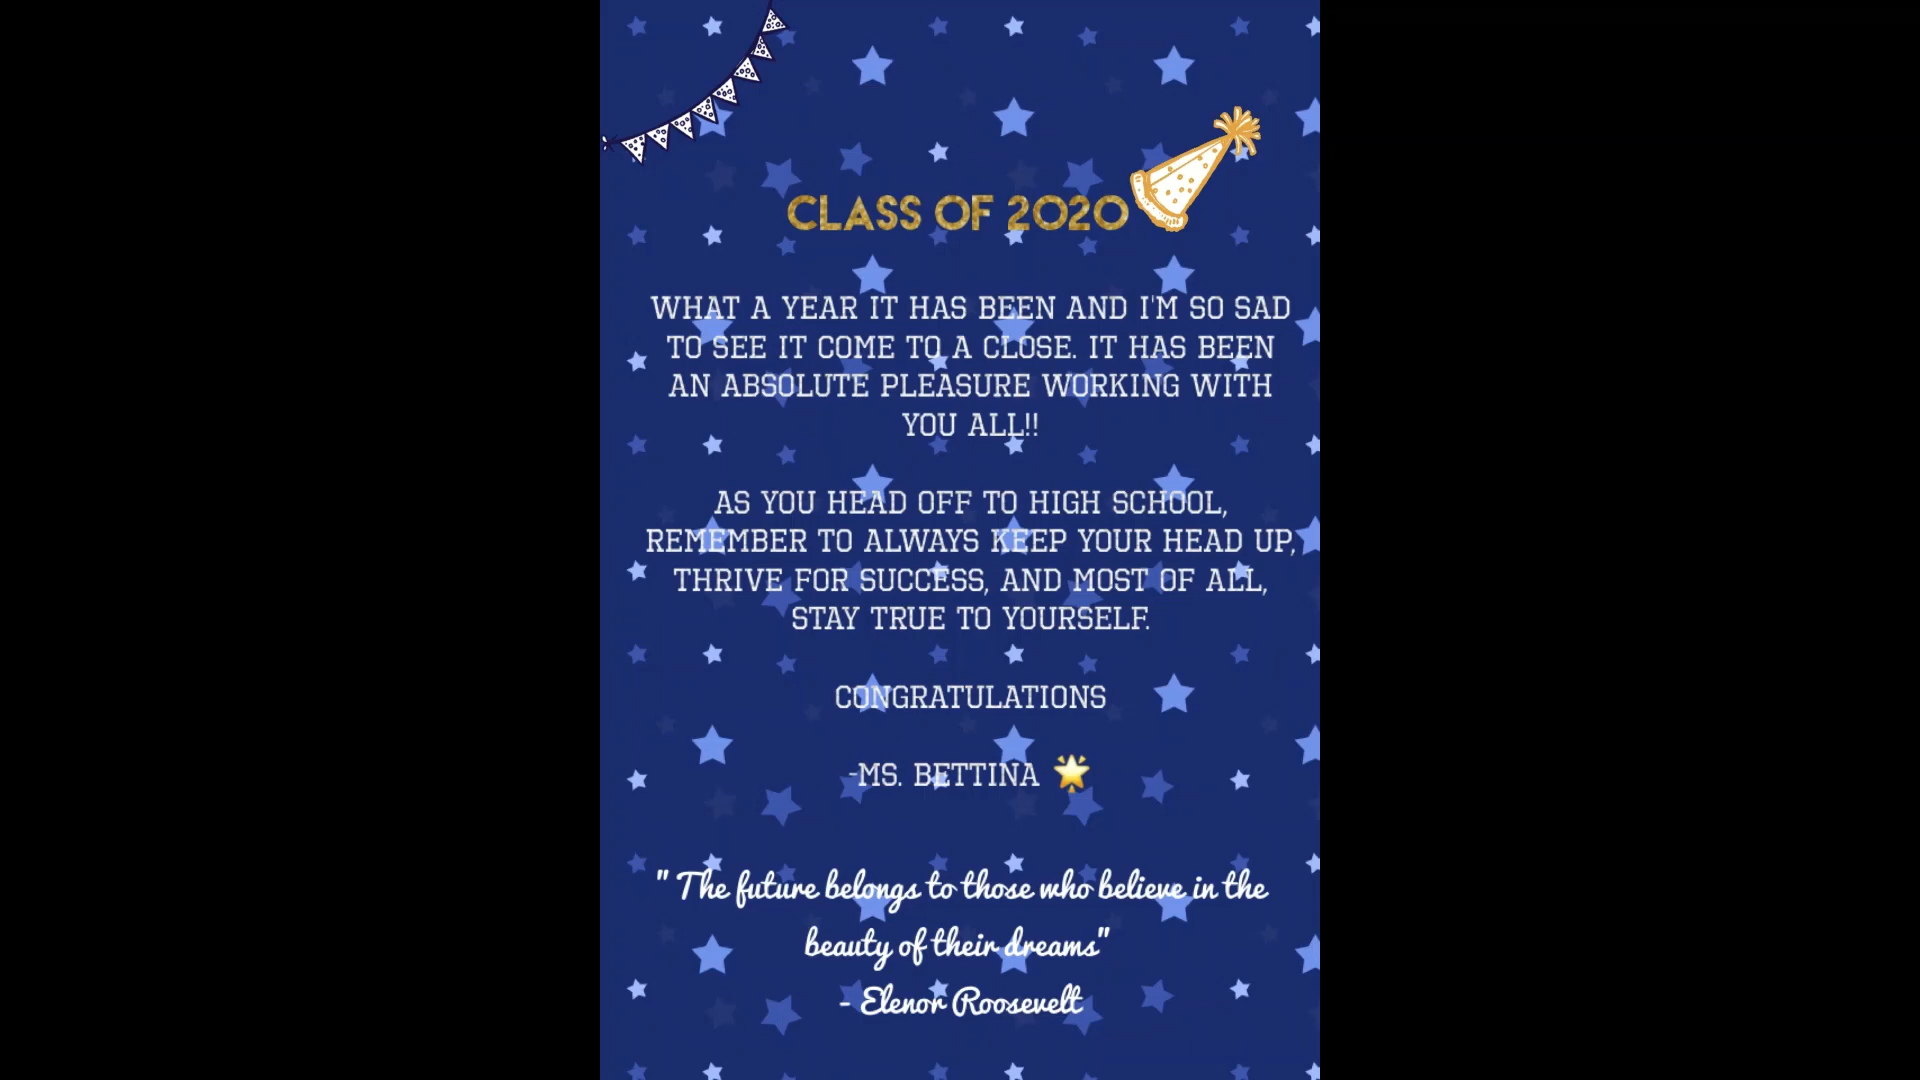 CLASS OF 2020
WHAT A YEAR IT HAS BEEN AND I'M SO SAD
TO SEE IT COME TO A CLOSE. IT HAS BEEN
AN ABSOLUTE PLEASURE WORKING WITH
YOU ALL!!
AS YOU HEAD OFF TO HIGH SCHOOL,
REMEMBER TO ALWAYS KEEP YOUR HEAD UP,
THRIVE FOR SUCCESS, AND MOST OF ALL,
STAY TRUE TO YOURSELF.
CONGRATULATIONS
-MS. BETTINA 🌟
" The future belongs to those who believe in the
beauty of their dreams"
- Elenor Roosevelt